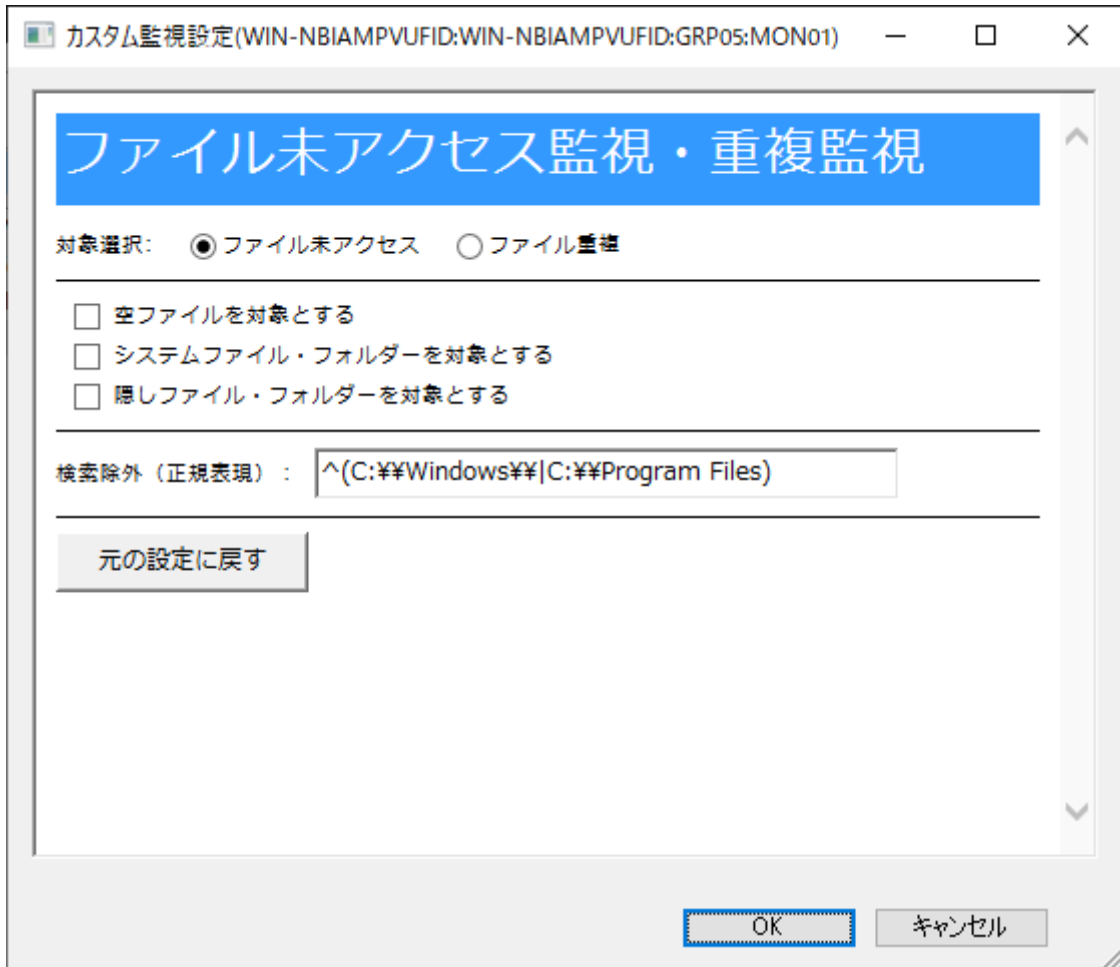 カスタム監視設定(WIN-NBIAMPVUFID:WIN-NBIAMPVUFID:GRP05:MON01)
ファイル未アクセス監視・重複監視
対象選択: ファイル未アクセス ファイル重複
空ファイルを対象とする
システムファイル・フォルダーを対象とする
隠しファイル・フォルダーを対象とする
検索除外（正規表現）: ^(C:¥¥Windows¥¥|C:¥¥Program Files)
元の設定に戻す
OK キャンセル